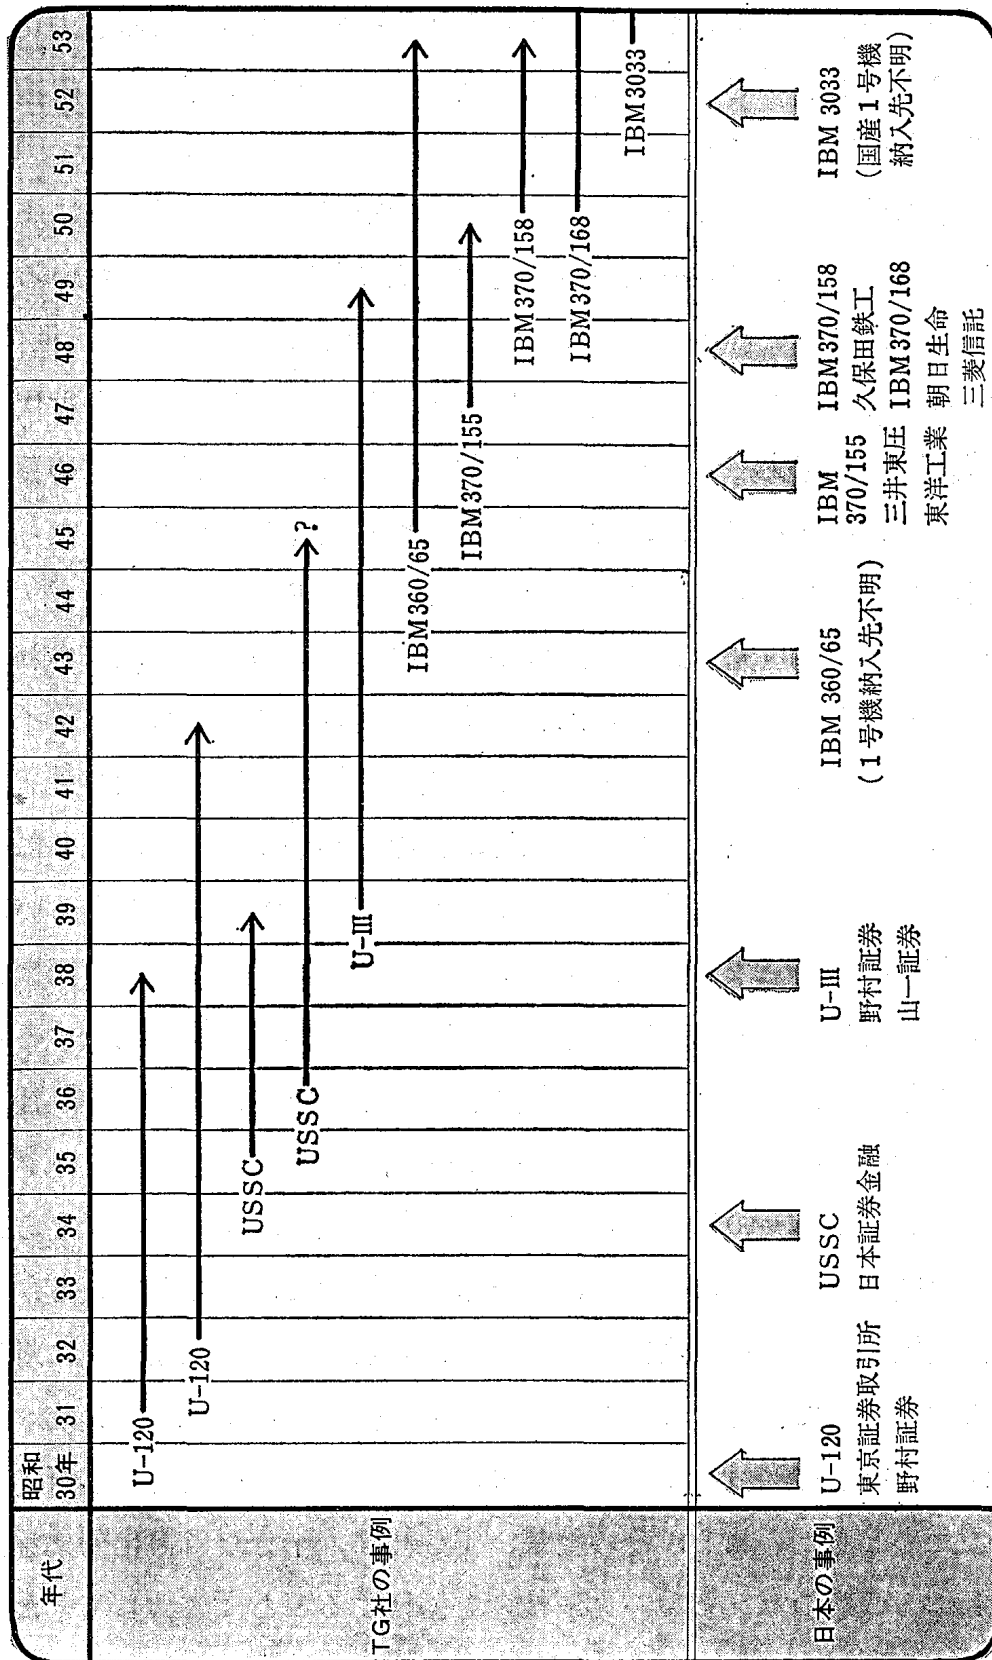 年代
昭和
30年 31 32 33 34 35 36 37 38 39 40 41 42 43 44 45 46 47 48 49 50 51 52 53
TG社の事例
U-120
U-120
USSC
USSC ?
U-III
IBM360/65
IBM370/155
IBM370/158
IBM370/168
IBM3033
日本の事例
U-120
東京証券取引所
野村証券
USSC
日本証券金融
U-III
野村証券
山一証券
IBM 360/65
(1号機納入先不明)
IBM
370/155
三井東圧
東洋工業
IBM370/158
久保田鉄工
IBM370/168
朝日生命
三菱信託
IBM 3033
(国産1号機
納入先不明)